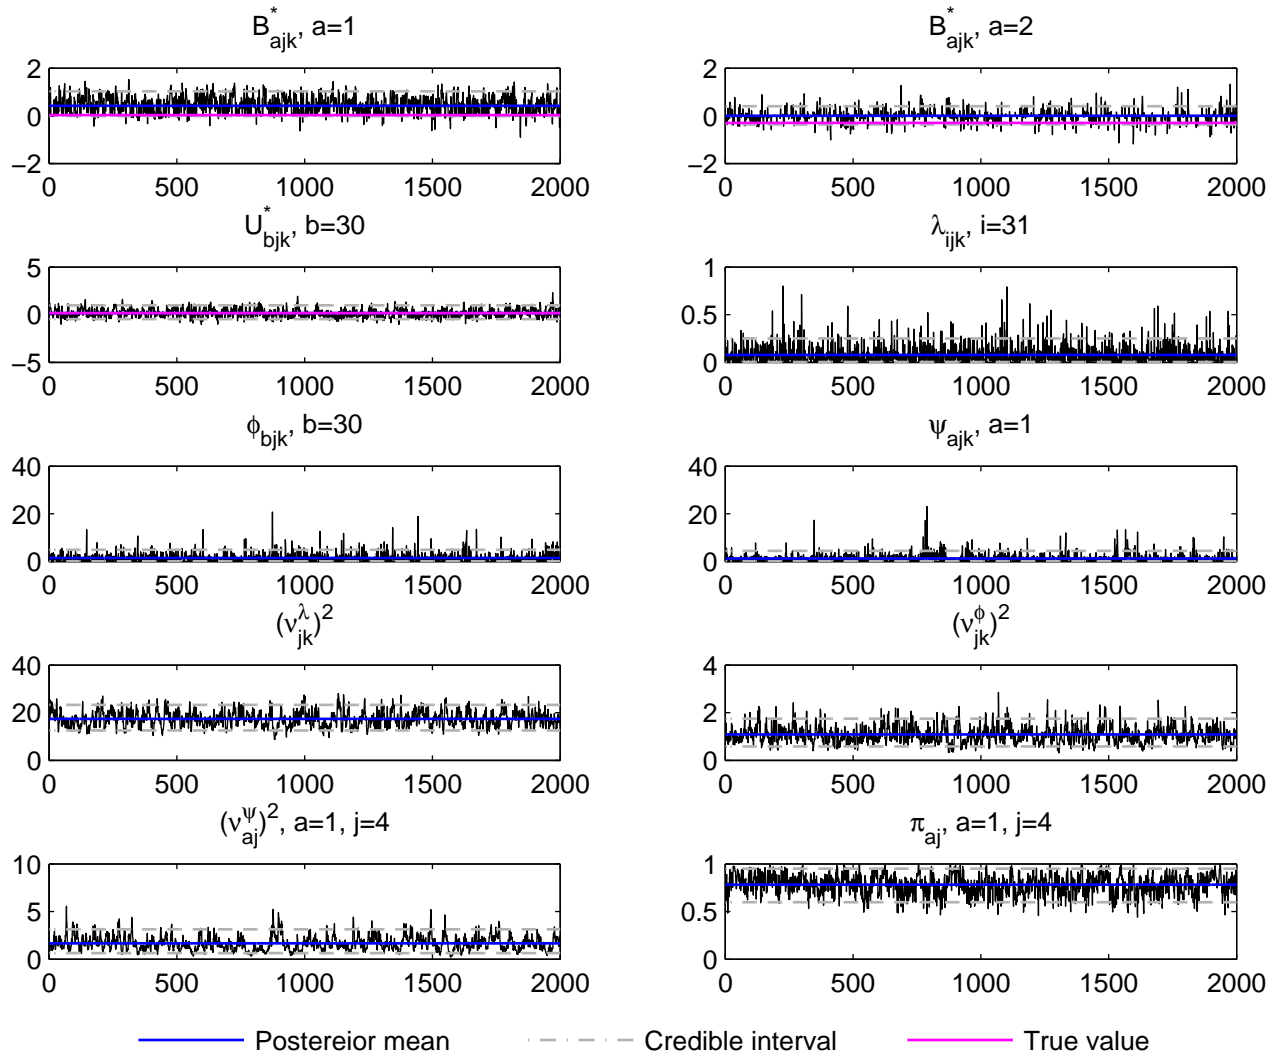 B*ajk, a=1
B*ajk, a=2
2
0
−2
0 500 1000 1500 2000
2
0
−2
0 500 1000 1500 2000
U*bjk, b=30
λijk, i=31
5
0
−5
0 500 1000 1500 2000
1
0.5
0
0 500 1000 1500 2000
ϕbjk, b=30
ψajk, a=1
40
20
0
0 500 1000 1500 2000
40
20
0
0 500 1000 1500 2000
(νλjk)2
(νϕjk)2
40
20
0
0 500 1000 1500 2000
4
2
0
0 500 1000 1500 2000
(νψaj)2, a=1, j=4
πaj, a=1, j=4
10
5
0
0 500 1000 1500 2000
1
0.5
0
0 500 1000 1500 2000
Postereior mean Credible interval True value